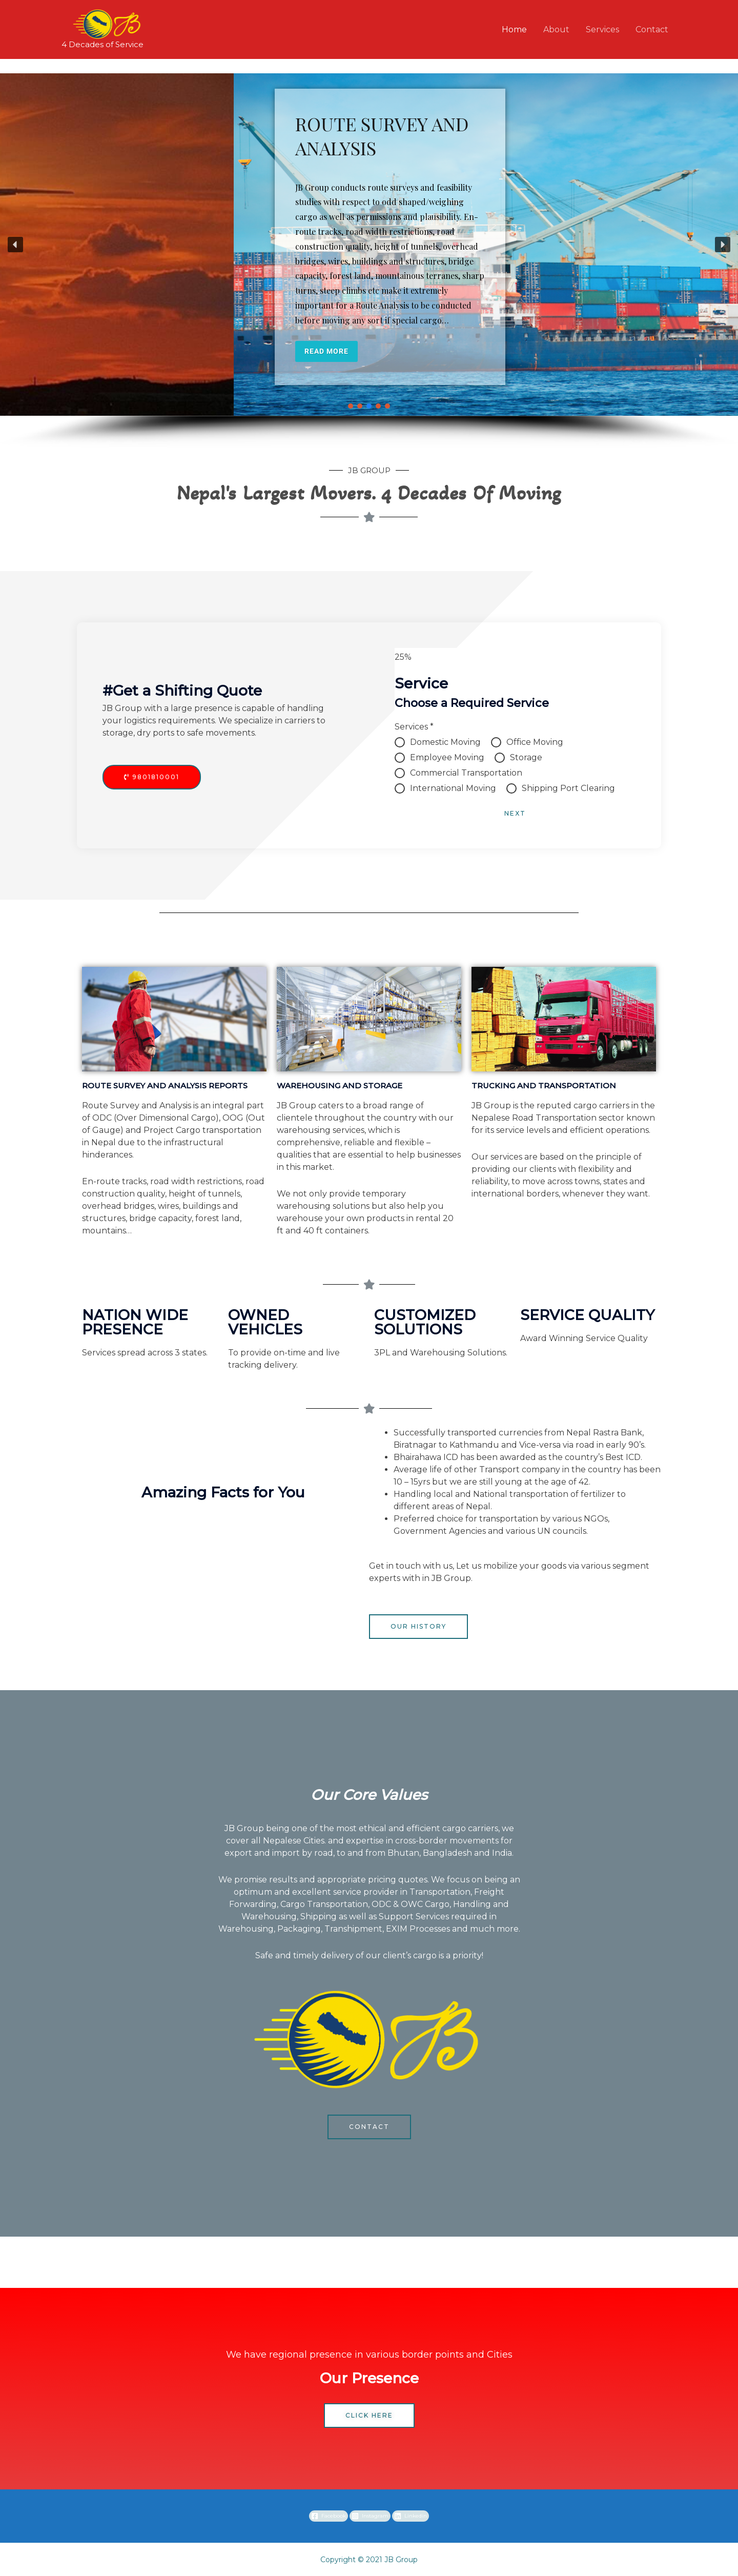 JB
4 Decades of Service
Home
About
Services
Contact
ROUTE SURVEY AND
ANALYSIS
JB Group conducts route surveys and feasibility
studies with respect to odd shaped/weighing
cargo as well as permissions and plausibility. En-
route tracks, road width restrictions, road
construction quality, height of tunnels, overhead
bridges, wires, buildings and structures, bridge
capacity, forest land, mountainous terranes, sharp
turns, steep climbs etc make it extremely
important for a Route Analysis to be conducted
before moving any sort if special cargo…
READ MORE
JB GROUP
Nepal's Largest Movers. 4 Decades Of Moving
#Get a Shifting Quote
JB Group with a large presence is capable of handling
your logistics requirements. We specialize in carriers to
storage, dry ports to safe movements.
9801810001
25%
Service
Choose a Required Service
Services *
Domestic Moving
Office Moving
Employee Moving
Storage
Commercial Transportation
International Moving
Shipping Port Clearing
NEXT
ROUTE SURVEY AND ANALYSIS REPORTS
Route Survey and Analysis is an integral part
of ODC (Over Dimensional Cargo), OOG (Out
of Gauge) and Project Cargo transportation
in Nepal due to the infrastructural
hinderances.
En-route tracks, road width restrictions, road
construction quality, height of tunnels,
overhead bridges, wires, buildings and
structures, bridge capacity, forest land,
mountains…
WAREHOUSING AND STORAGE
JB Group caters to a broad range of
clientele throughout the country with our
warehousing services, which is
comprehensive, reliable and flexible –
qualities that are essential to help businesses
in this market.
We not only provide temporary
warehousing solutions but also help you
warehouse your own products in rental 20
ft and 40 ft containers.
TRUCKING AND TRANSPORTATION
JB Group is the reputed cargo carriers in the
Nepalese Road Transportation sector known
for its service levels and efficient operations.
Our services are based on the principle of
providing our clients with flexibility and
reliability, to move across towns, states and
international borders, whenever they want.
NATION WIDE
PRESENCE
Services spread across 3 states.
OWNED
VEHICLES
To provide on-time and live
tracking delivery.
CUSTOMIZED
SOLUTIONS
3PL and Warehousing Solutions.
SERVICE QUALITY
Award Winning Service Quality
Amazing Facts for You
• Successfully transported currencies from Nepal Rastra Bank,
Biratnagar to Kathmandu and Vice-versa via road in early 90's.
• Bhairahawa ICD has been awarded as the country's Best ICD.
• Average life of other Transport company in the country has been
10 – 15yrs but we are still young at the age of 42.
• Handling local and National transportation of fertilizer to
different areas of Nepal.
• Preferred choice for transportation by various NGOs,
Government Agencies and various UN councils.
Get in touch with us, Let us mobilize your goods via various segment
experts with in JB Group.
OUR HISTORY
Our Core Values
JB Group being one of the most ethical and efficient cargo carriers, we
cover all Nepalese Cities. and expertise in cross-border movements for
export and import by road, to and from Bhutan, Bangladesh and India.
We promise results and appropriate pricing quotes. We focus on being an
optimum and excellent service provider in Transportation, Freight
Forwarding, Cargo Transportation, ODC & OWC Cargo, Handling and
Warehousing, Shipping as well as Support Services required in
Warehousing, Packaging, Transhipment, EXIM Processes and much more.
Safe and timely delivery of our client's cargo is a priority!
JB
CONTACT
We have regional presence in various border points and Cities
Our Presence
CLICK HERE
Copyright © 2021 JB Group